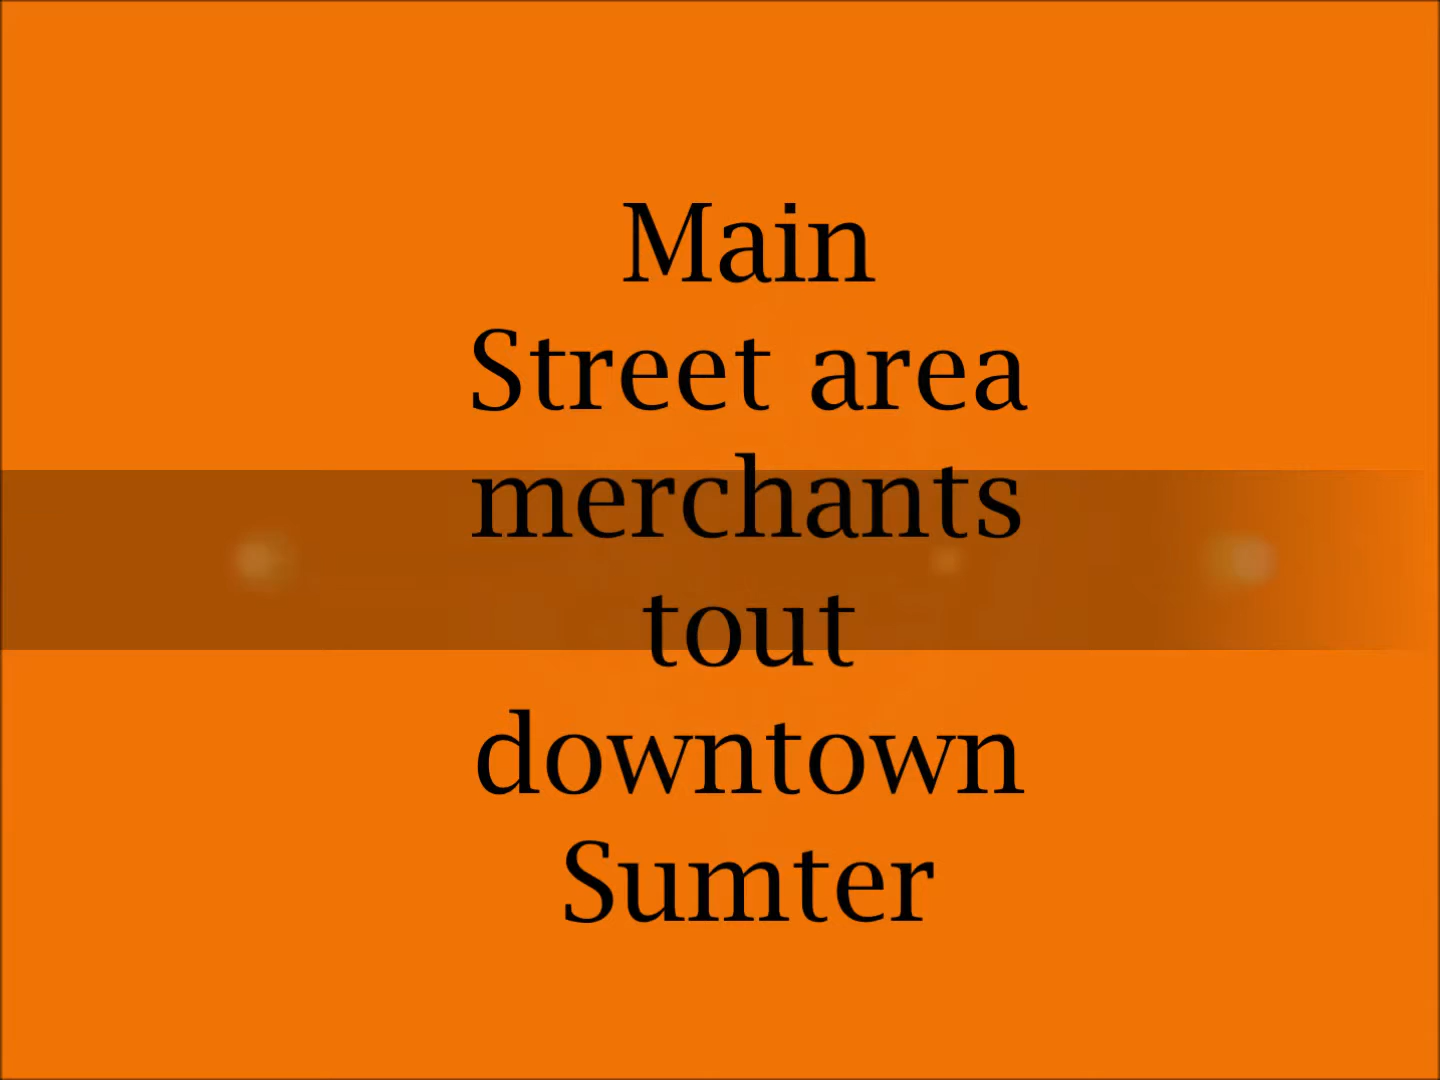 Main
Street area
merchants
tout
downtown
Sumter